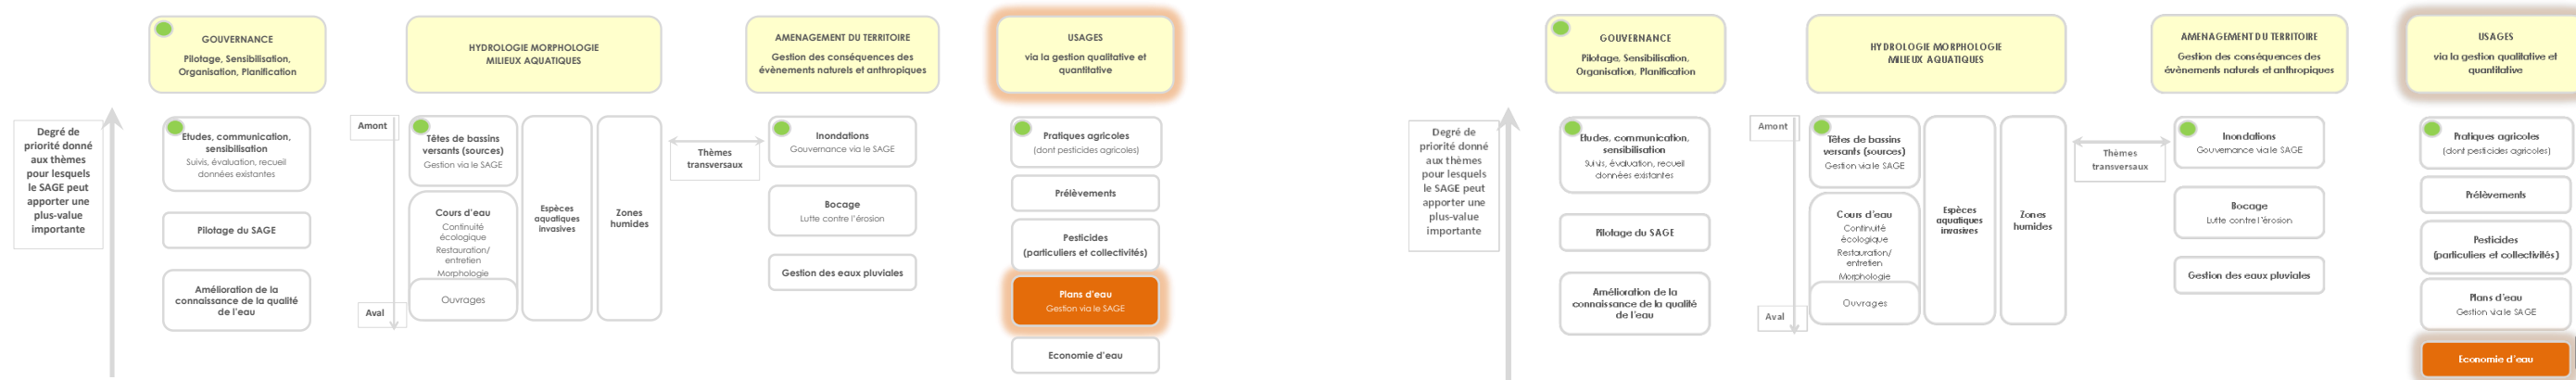 GOUVERNANCE
Pilotage, Sensibilisation,
Organisation, Planification
HYDROLOGIE MORPHOLOGIE
MILIEUX AQUATIQUES
AMENAGEMENT DU TERRITOIRE
Gestion des conséquences des
évènements naturels et anthropiques
USAGES
via la gestion qualitative et
quantitative
Degré de
priorité donné
aux thèmes
pour lesquels
le SAGE peut
apporter une
plus-value
importante
Etudes, communication,
sensibilisation
Suivis, évaluation, recueil
données existantes
Pilotage du SAGE
Amélioration de la
connaissance de la qualité
de l'eau
Amont
Aval
Têtes de bassins
versants (sources)
Gestion via le SAGE
Cours d'eau
Continuité
écologique
Restauration/
entretien
Morphologie
Ouvrages
Espèces
aquatiques
invasives
Zones
humides
Thèmes
transversaux
Inondations
Gouvernance via le SAGE
Bocage
Lutte contre l'érosion
Gestion des eaux pluviales
Pratiques agricoles
(dont pesticides agricoles)
Prélèvements
Pesticides
(particuliers et collectivités)
Plans d'eau
Gestion via le SAGE
Economie d'eau
GOUVERNANCE
Pilotage, Sensibilisation,
Organisation, Planification
HYDROLOGIE MORPHOLOGIE
MILIEUX AQUATIQUES
AMENAGEMENT DU TERRITOIRE
Gestion des conséquences des
évènements naturels et anthropiques
USAGES
via la gestion qualitative et
quantitative
Degré de
priorité donné
aux thèmes
pour lesquels
le SAGE peut
apporter une
plus-value
importante
Etudes, communication,
sensibilisation
Suivis, évaluation, recueil
données existantes
Pilotage du SAGE
Amélioration de la
connaissance de la qualité
de l'eau
Amont
Aval
Têtes de bassins
versants (sources)
Gestion via le SAGE
Cours d'eau
Continuité
écologique
Restauration/
entretien
Morphologie
Ouvrages
Espèces
aquatiques
invasives
Zones
humides
Thèmes
transversaux
Inondations
Gouvernance via le SAGE
Bocage
Lutte contre l'érosion
Gestion des eaux pluviales
Pratiques agricoles
(dont pesticides agricoles)
Prélèvements
Pesticides
(particuliers et collectivités)
Plans d'eau
Gestion via le SAGE
Economie d'eau